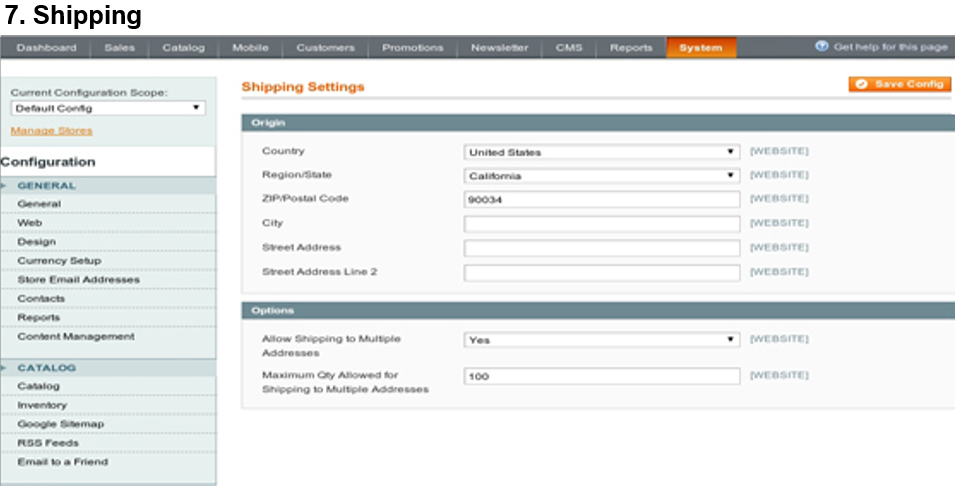 7. Shipping
Dashboard Sales Catalog Mobile Customers Promotions Newsletter CMS Reports System Get help for this page
Current Configuration Scope:
Default Config
Manage Stores
Configuration
GENERAL
General
Web
Design
Currency Setup
Store Email Addresses
Contacts
Reports
Content Management
CATALOG
Catalog
Inventory
Google Sitemap
RSS Feeds
Email to a Friend
Shipping Settings Save Config
Origin
Country United States [WEBSITE]
Region/State California [WEBSITE]
ZIP/Postal Code 90034 [WEBSITE]
City [WEBSITE]
Street Address [WEBSITE]
Street Address Line 2 [WEBSITE]
Options
Allow Shipping to Multiple Yes [WEBSITE]
Addresses
Maximum Qty Allowed for 100 [WEBSITE]
Shipping to Multiple Addresses